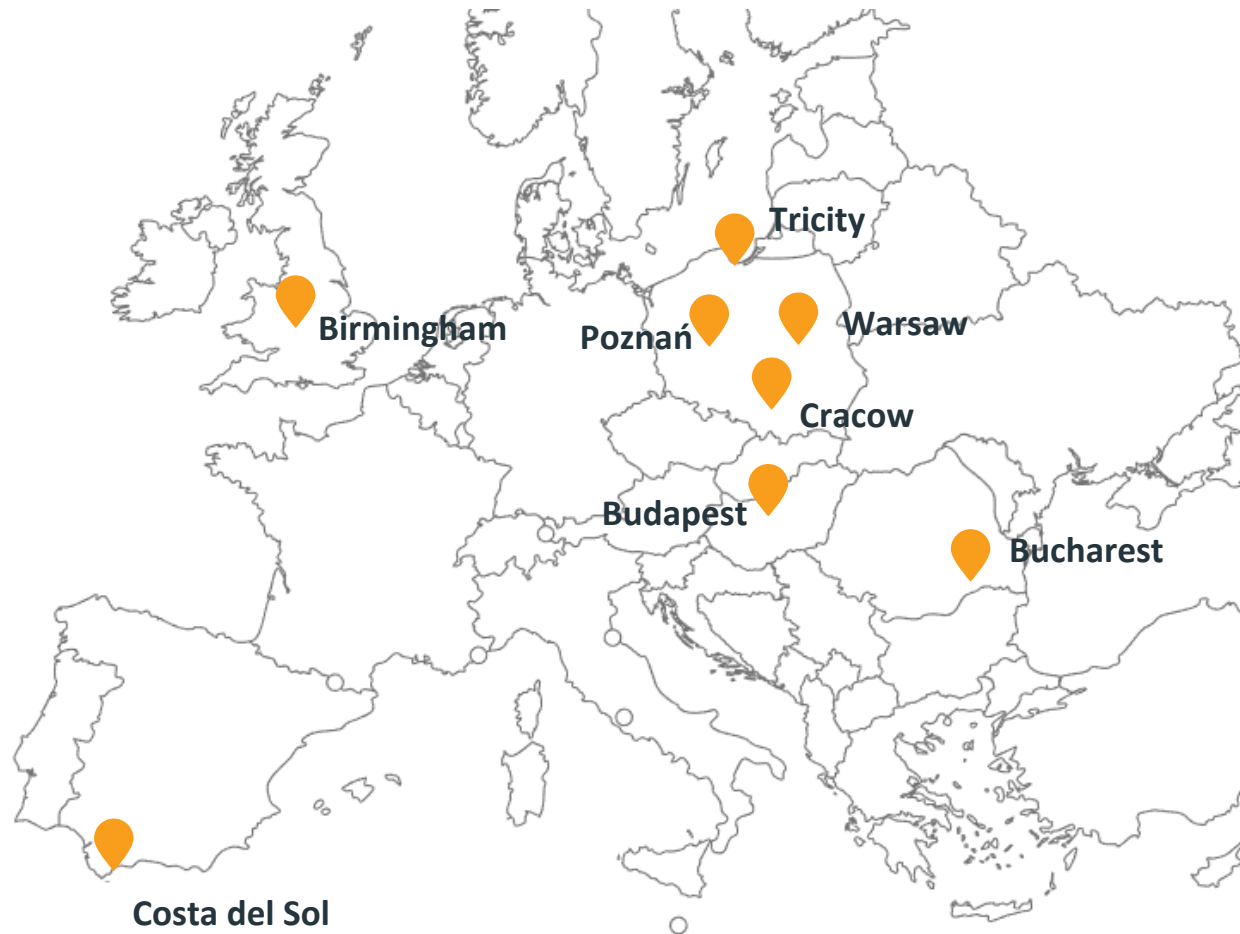 Tricity
Birmingham
Poznań
Warsaw
Cracow
Budapest
Bucharest
Costa del Sol